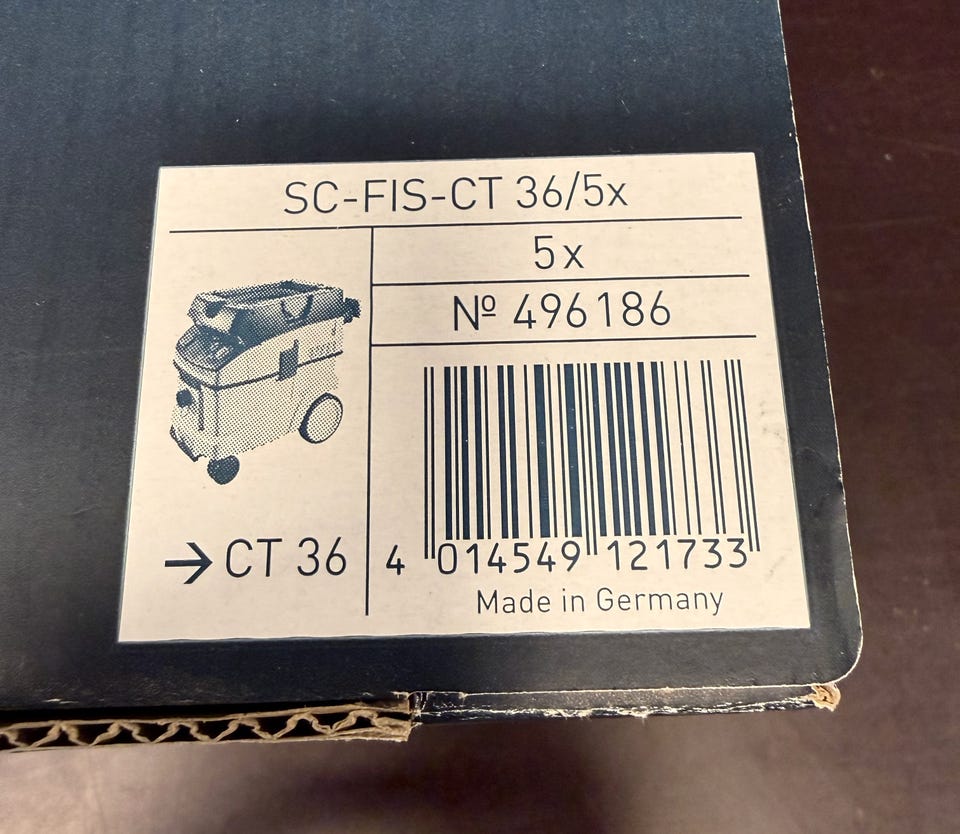 SC-FIS-CT 36/5x
5x
Nº 496186
→ CT 36
4 014549 121733
Made in Germany